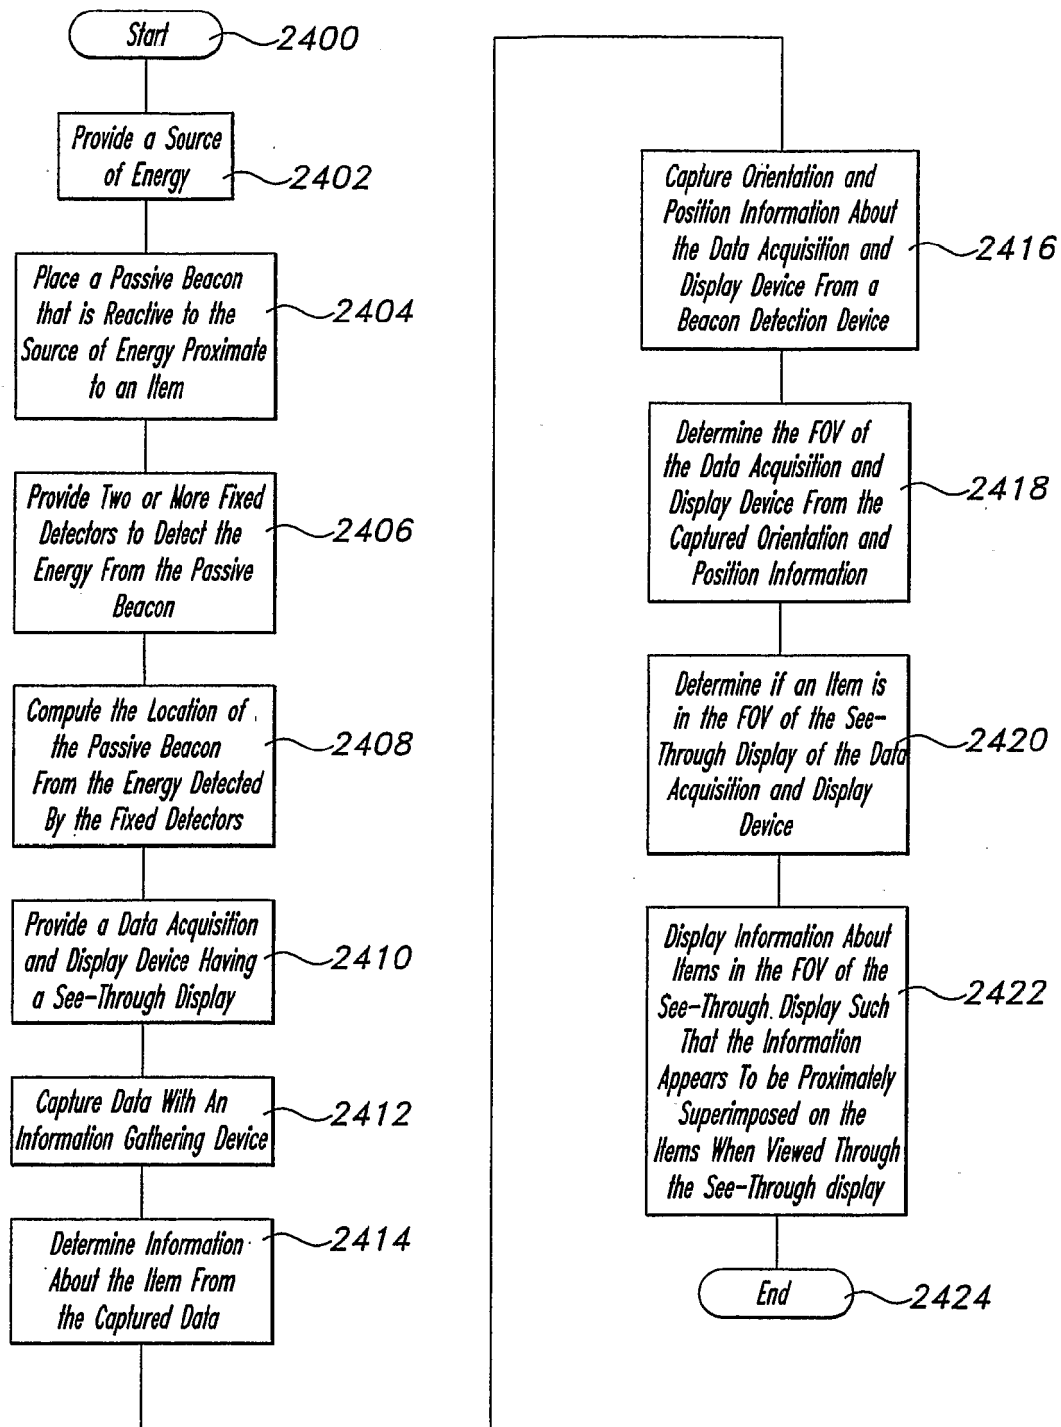 Start
2400
Provide a Source
of Energy
2402
Place a Passive Beacon
that is Reactive to the
Source of Energy Proximate
to an Item
2404
Provide Two or More Fixed
Detectors to Detect the
Energy From the Passive
Beacon
2406
Compute the Location of
the Passive Beacon
From the Energy Detected
By the Fixed Detectors
2408
Provide a Data Acquisition
and Display Device Having
a See-Through Display
2410
Capture Data With An
Information Gathering Device
2412
Determine Information
About the Item From
the Captured Data
2414
Capture Orientation and
Position Information About
the Data Acquisition and
Display Device From a
Beacon Detection Device
2416
Determine the FOV of
the Data Acquisition and
Display Device From the
Captured Orientation and
Position Information
2418
Determine if an Item is
in the FOV of the See-
Through Display of the Data
Acquisition and Display
Device
2420
Display Information About
Items in the FOV of the
See-Through Display Such
That the Information
Appears To be Proximately
Superimposed on the
Items When Viewed Through
the See-Through display
2422
End
2424